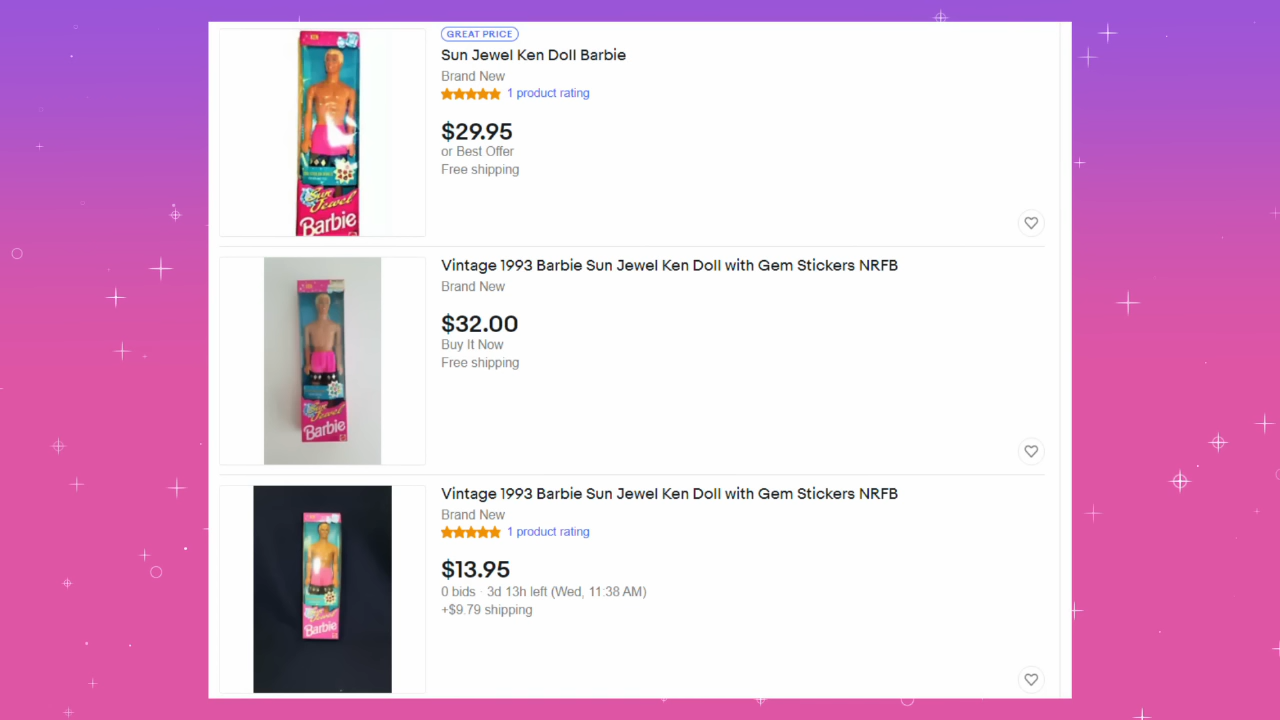 GREAT PRICE
Sun Jewel Ken Doll Barbie
Brand New
1 product rating
$29.95
or Best Offer
Free shipping
Sun
Jewel
Barbie
Vintage 1993 Barbie Sun Jewel Ken Doll with Gem Stickers NRFB
Brand New
$32.00
Buy It Now
Free shipping
Sun
Jewel
Barbie
Vintage 1993 Barbie Sun Jewel Ken Doll with Gem Stickers NRFB
Brand New
1 product rating
$13.95
0 bids · 3d 13h left (Wed, 11:38 AM)
+$9.79 shipping
Jewel
Barbie